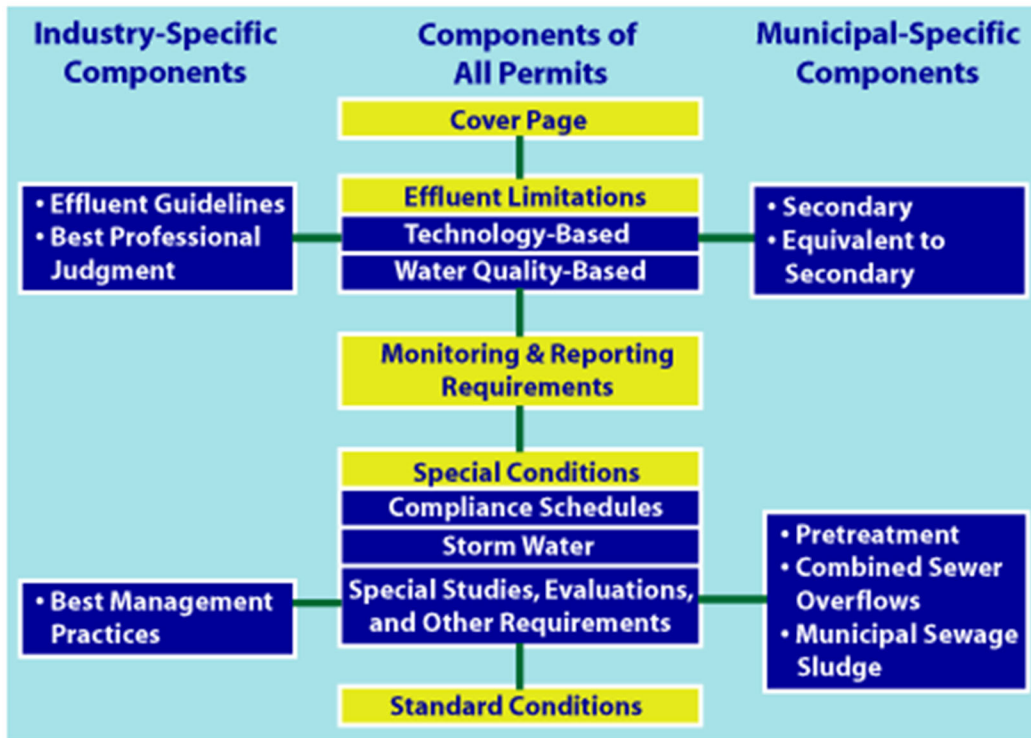 Industry-Specific
Components
Components of
All Permits
Municipal-Specific
Components
Cover Page
• Effluent Guidelines
• Best Professional
Judgment
Effluent Limitations
Technology-Based
Water Quality-Based
• Secondary
• Equivalent to
Secondary
Monitoring & Reporting
Requirements
Special Conditions
Compliance Schedules
Storm Water
Special Studies, Evaluations,
and Other Requirements
• Best Management
Practices
• Pretreatment
• Combined Sewer
Overflows
• Municipal Sewage
Sludge
Standard Conditions